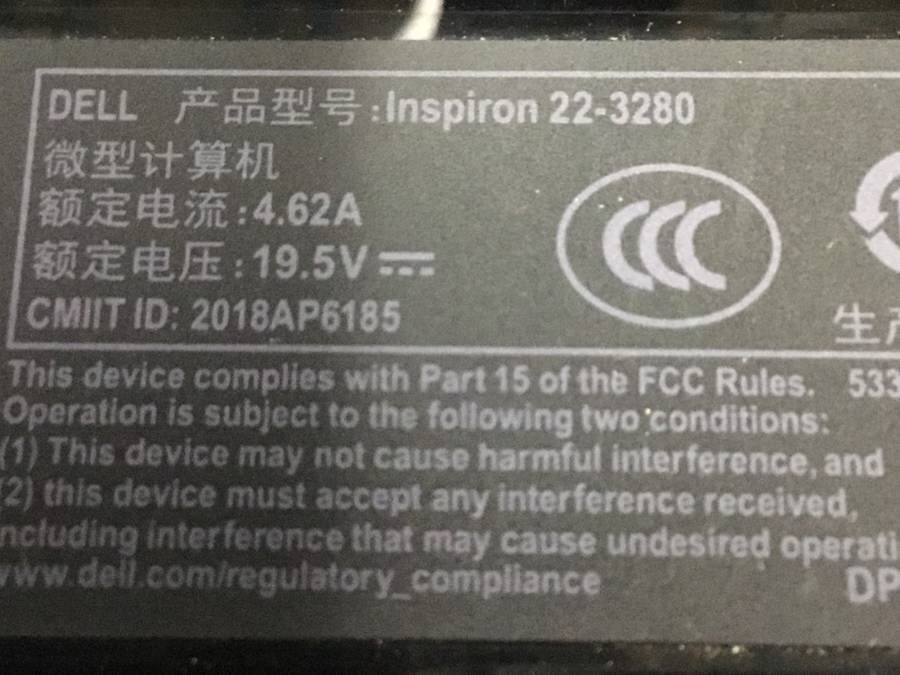 DELL 产品型号:Inspiron 22-3280
微型计算机
额定电流:4.62A
额定电压:19.5V
CMIIT ID: 2018AP6185
生
This device complies with Part 15 of the FCC Rules. 533
Operation is subject to the following two conditions:
(1) This device may not cause harmful interference, and
(2) this device must accept any interference received,
ncluding interference that may cause undesired operati
www.dell.com/regulatory_compliance DP